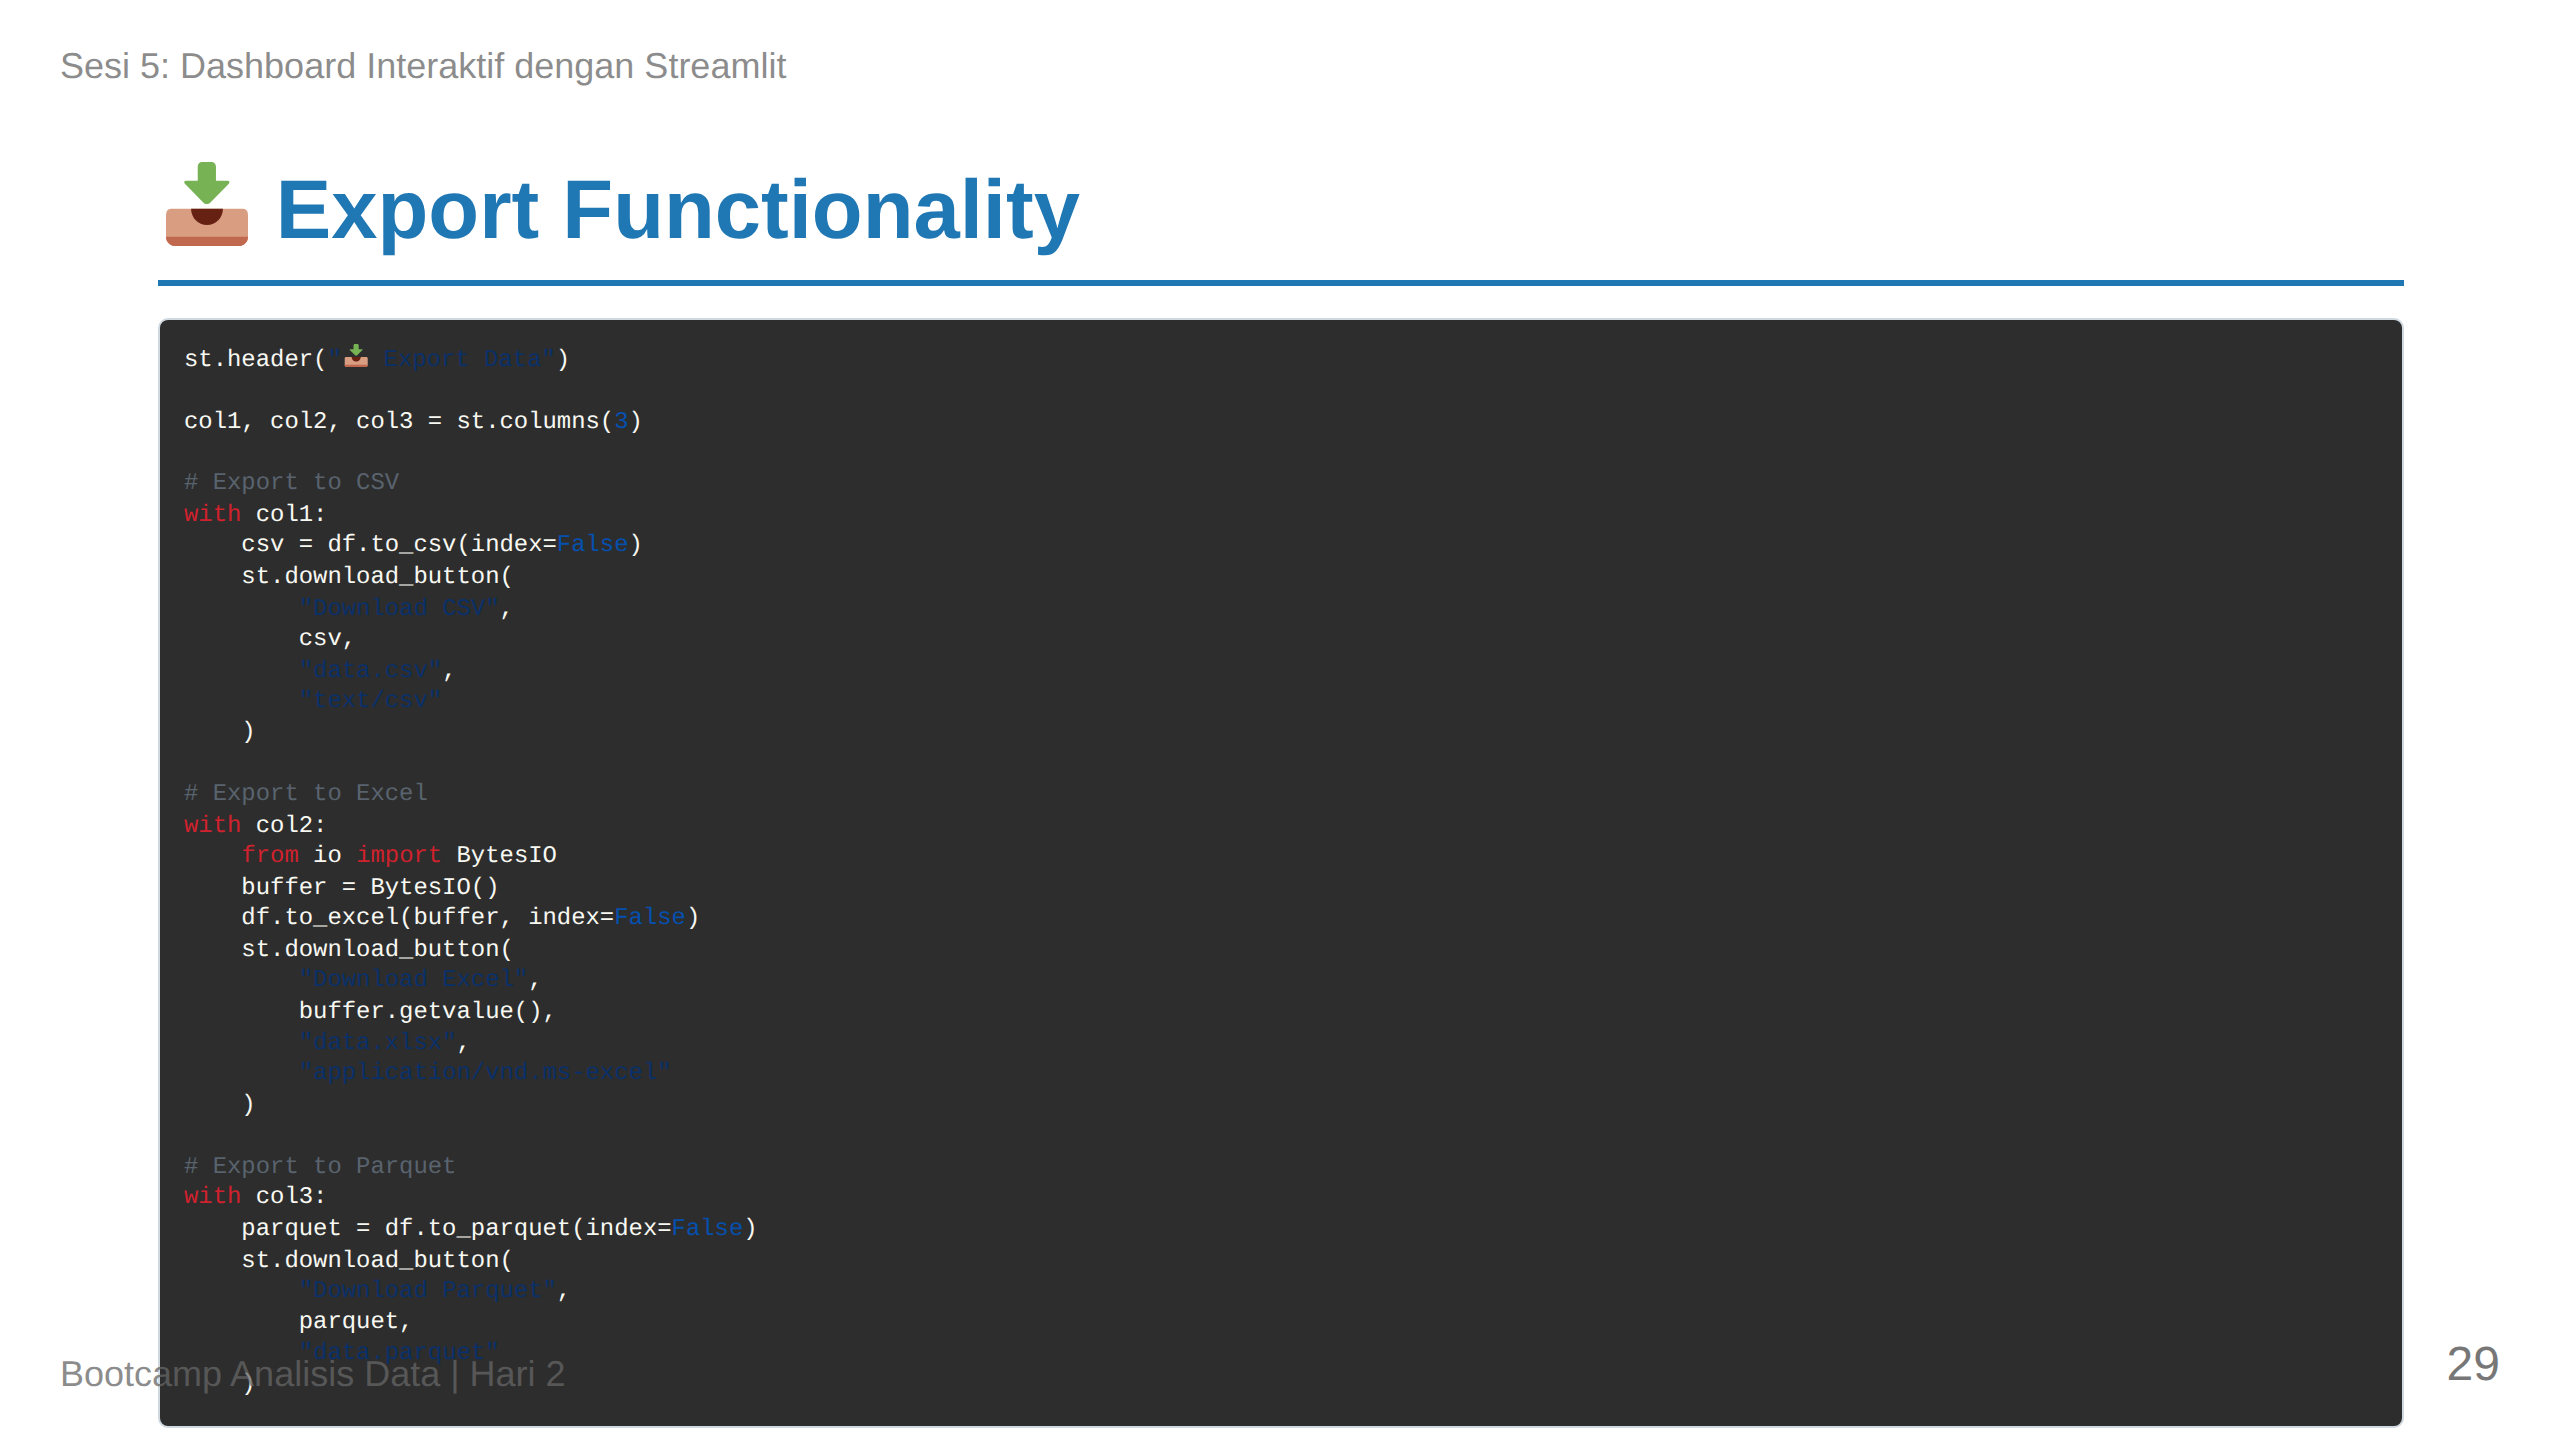 Sesi 5: Dashboard Interaktif dengan Streamlit
📥 Export Functionality
st.header("📥 Export Data")
col1, col2, col3 = st.columns(3)
# Export to CSV
with col1:
    csv = df.to_csv(index=False)
    st.download_button(
        "Download CSV",
        csv,
        "data.csv",
        "text/csv"
    )
# Export to Excel
with col2:
    from io import BytesIO
    buffer = BytesIO()
    df.to_excel(buffer, index=False)
    st.download_button(
        "Download Excel",
        buffer.getvalue(),
        "data.xlsx",
        "application/vnd.ms-excel"
    )
# Export to Parquet
with col3:
    parquet = df.to_parquet(index=False)
    st.download_button(
        "Download Parquet",
        parquet,
        "data.parquet"
    )
Bootcamp Analisis Data | Hari 2
29